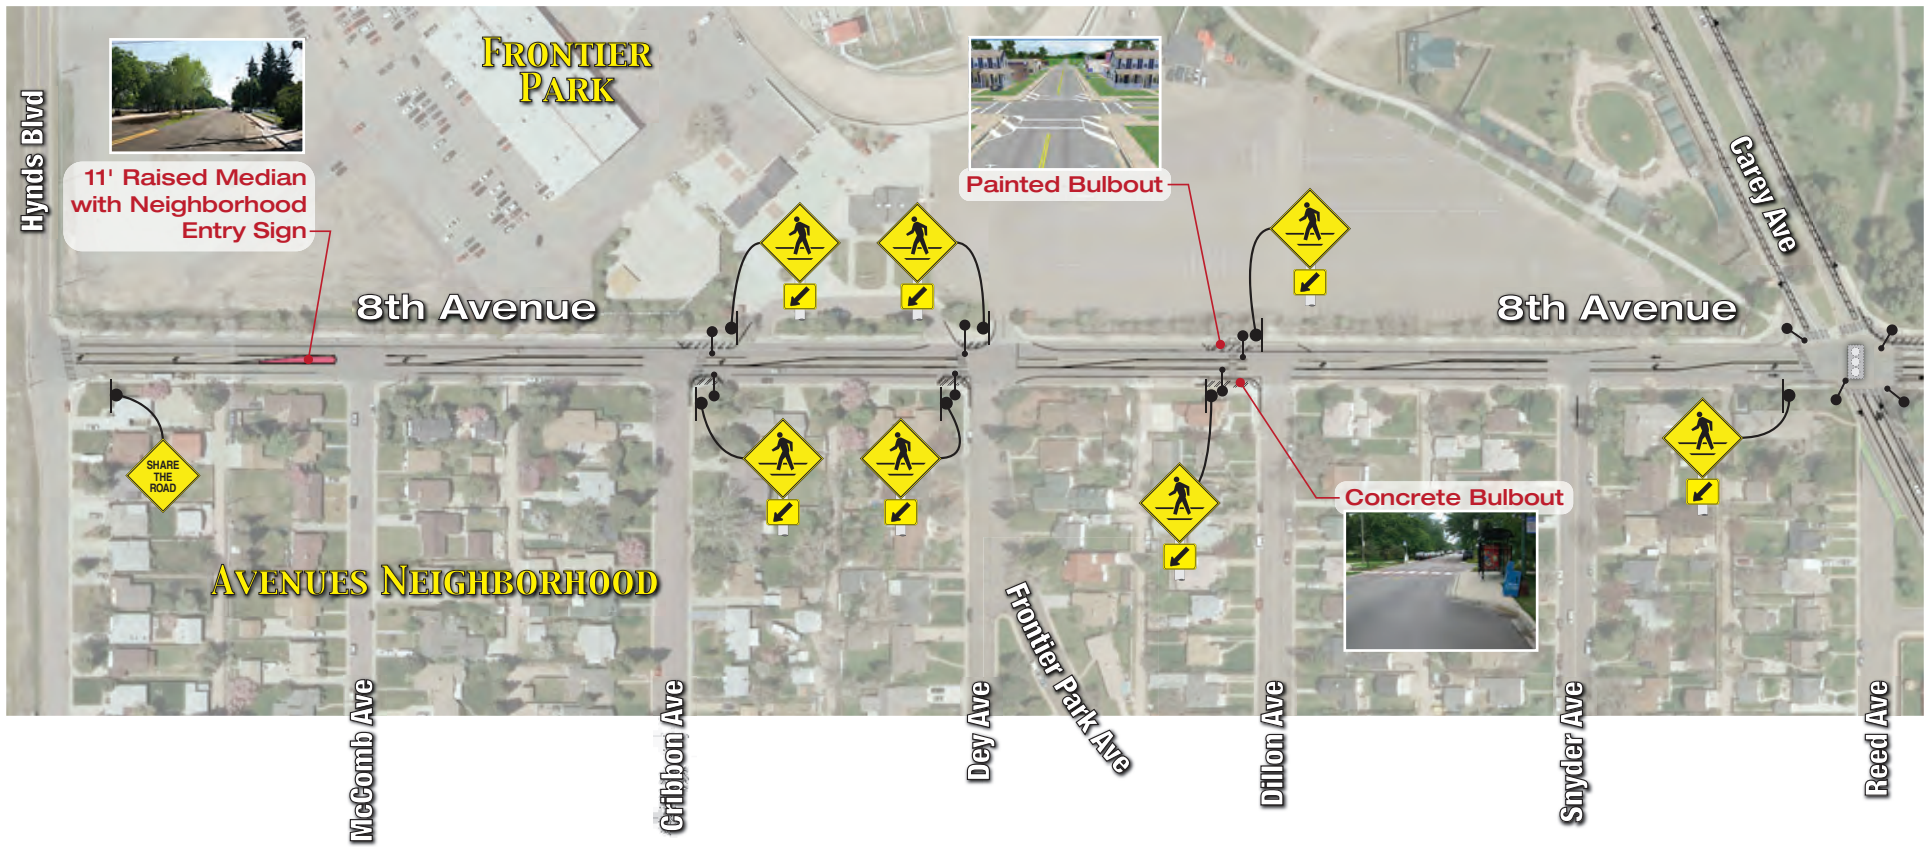 FRONTIER
PARK
Hynds Blvd
11' Raised Median
with Neighborhood
Entry Sign
Painted Bulbout
Carey Ave
8th Avenue
8th Avenue
SHARE
THE
ROAD
Concrete Bulbout
AVENUES NEIGHBORHOOD
Frontier Park Ave
McComb Ave
Cribbon Ave
Dey Ave
Dillon Ave
Snyder Ave
Reed Ave